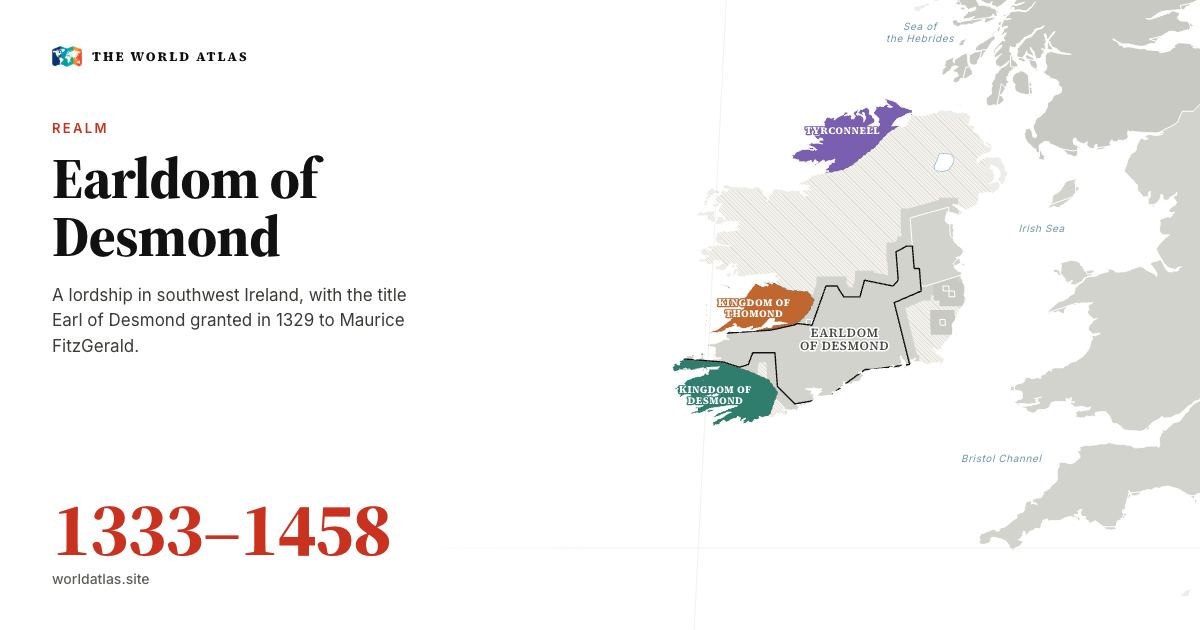 THE WORLD ATLAS
REALM
Earldom of
Desmond
A lordship in southwest Ireland, with the title
Earl of Desmond granted in 1329 to Maurice
FitzGerald.
1333–1458
worldatlas.site
Sea of
the Hebrides
TYRCONNELL
Irish Sea
KINGDOM OF
THOMOND
EARLDOM
OF DESMOND
KINGDOM OF
DESMOND
Bristol Channel